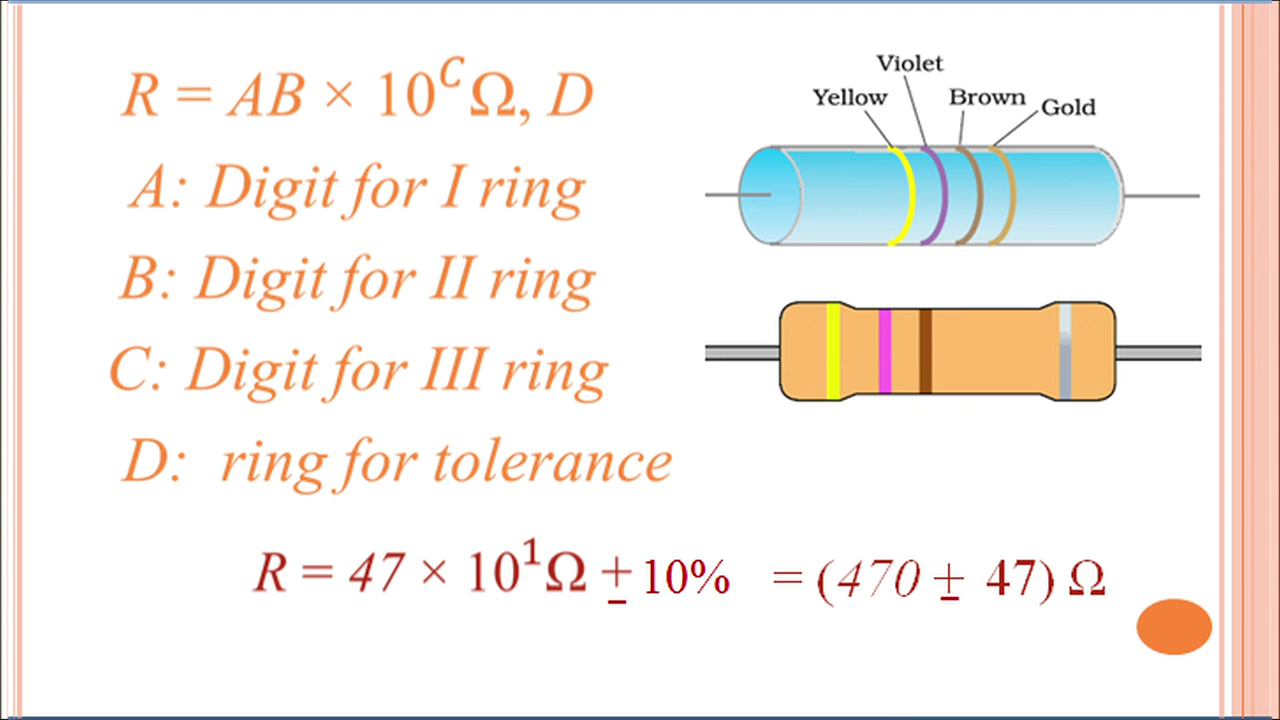 R = AB × 10^C Ω, D
A: Digit for I ring
B: Digit for II ring
C: Digit for III ring
D: ring for tolerance
Violet
Yellow
Brown
Gold
R = 47 × 10^1 Ω ± 10% = (470 ± 47) Ω